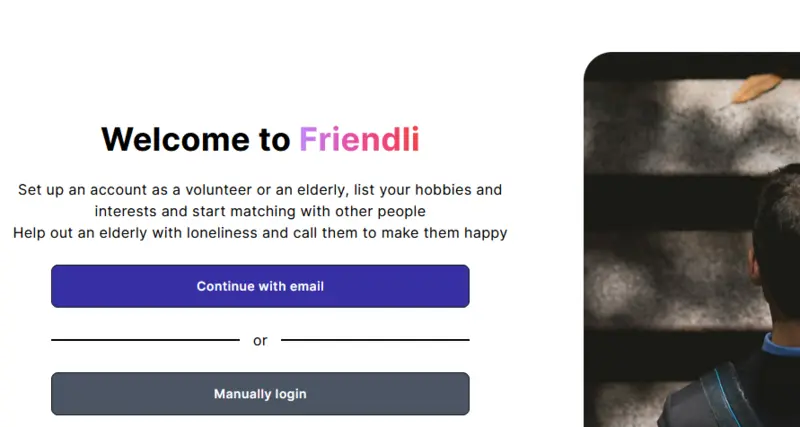 Welcome to Friendli
Set up an account as a volunteer or an elderly, list your hobbies and
interests and start matching with other people
Help out an elderly with loneliness and call them to make them happy
Continue with email
or
Manually login